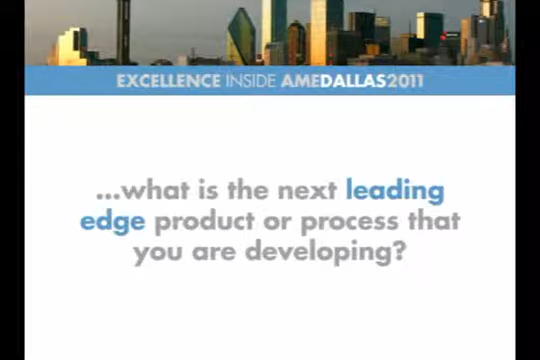 EXCELLENCE INSIDE AMEDALLAS2011
...what is the next leading
edge product or process that
you are developing?